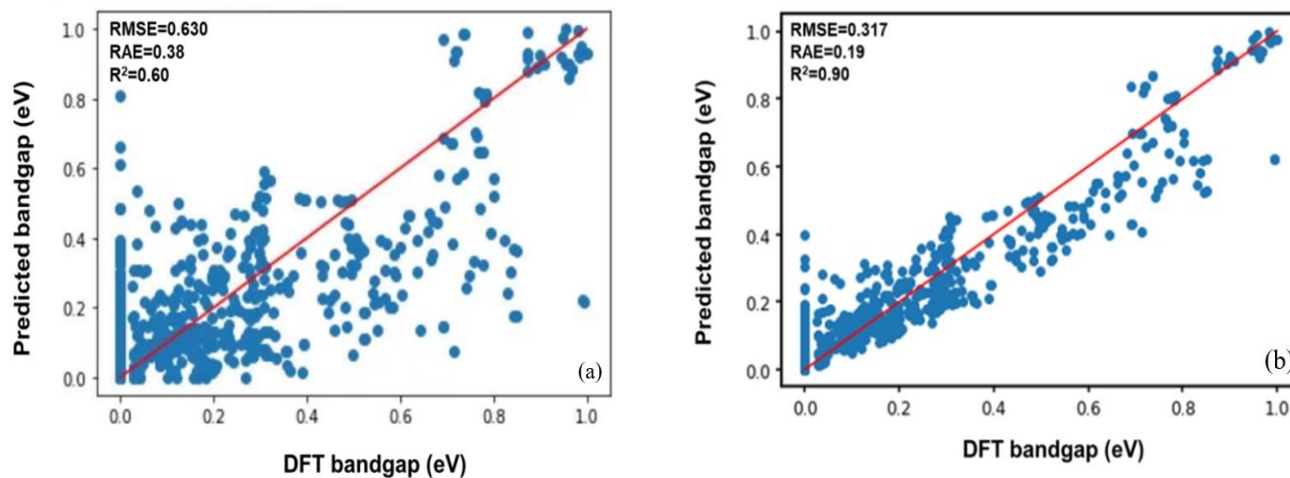 RMSE=0.630
RAE=0.38
R²=0.60
Predicted bandgap (eV)
1.0
0.8
0.6
0.4
0.2
0.0
0.0 0.2 0.4 0.6 0.8 1.0
DFT bandgap (eV)
(a)
RMSE=0.317
RAE=0.19
R²=0.90
Predicted bandgap (eV)
1.0
0.8
0.6
0.4
0.2
0.0
0.0 0.2 0.4 0.6 0.8 1.0
DFT bandgap (eV)
(b)